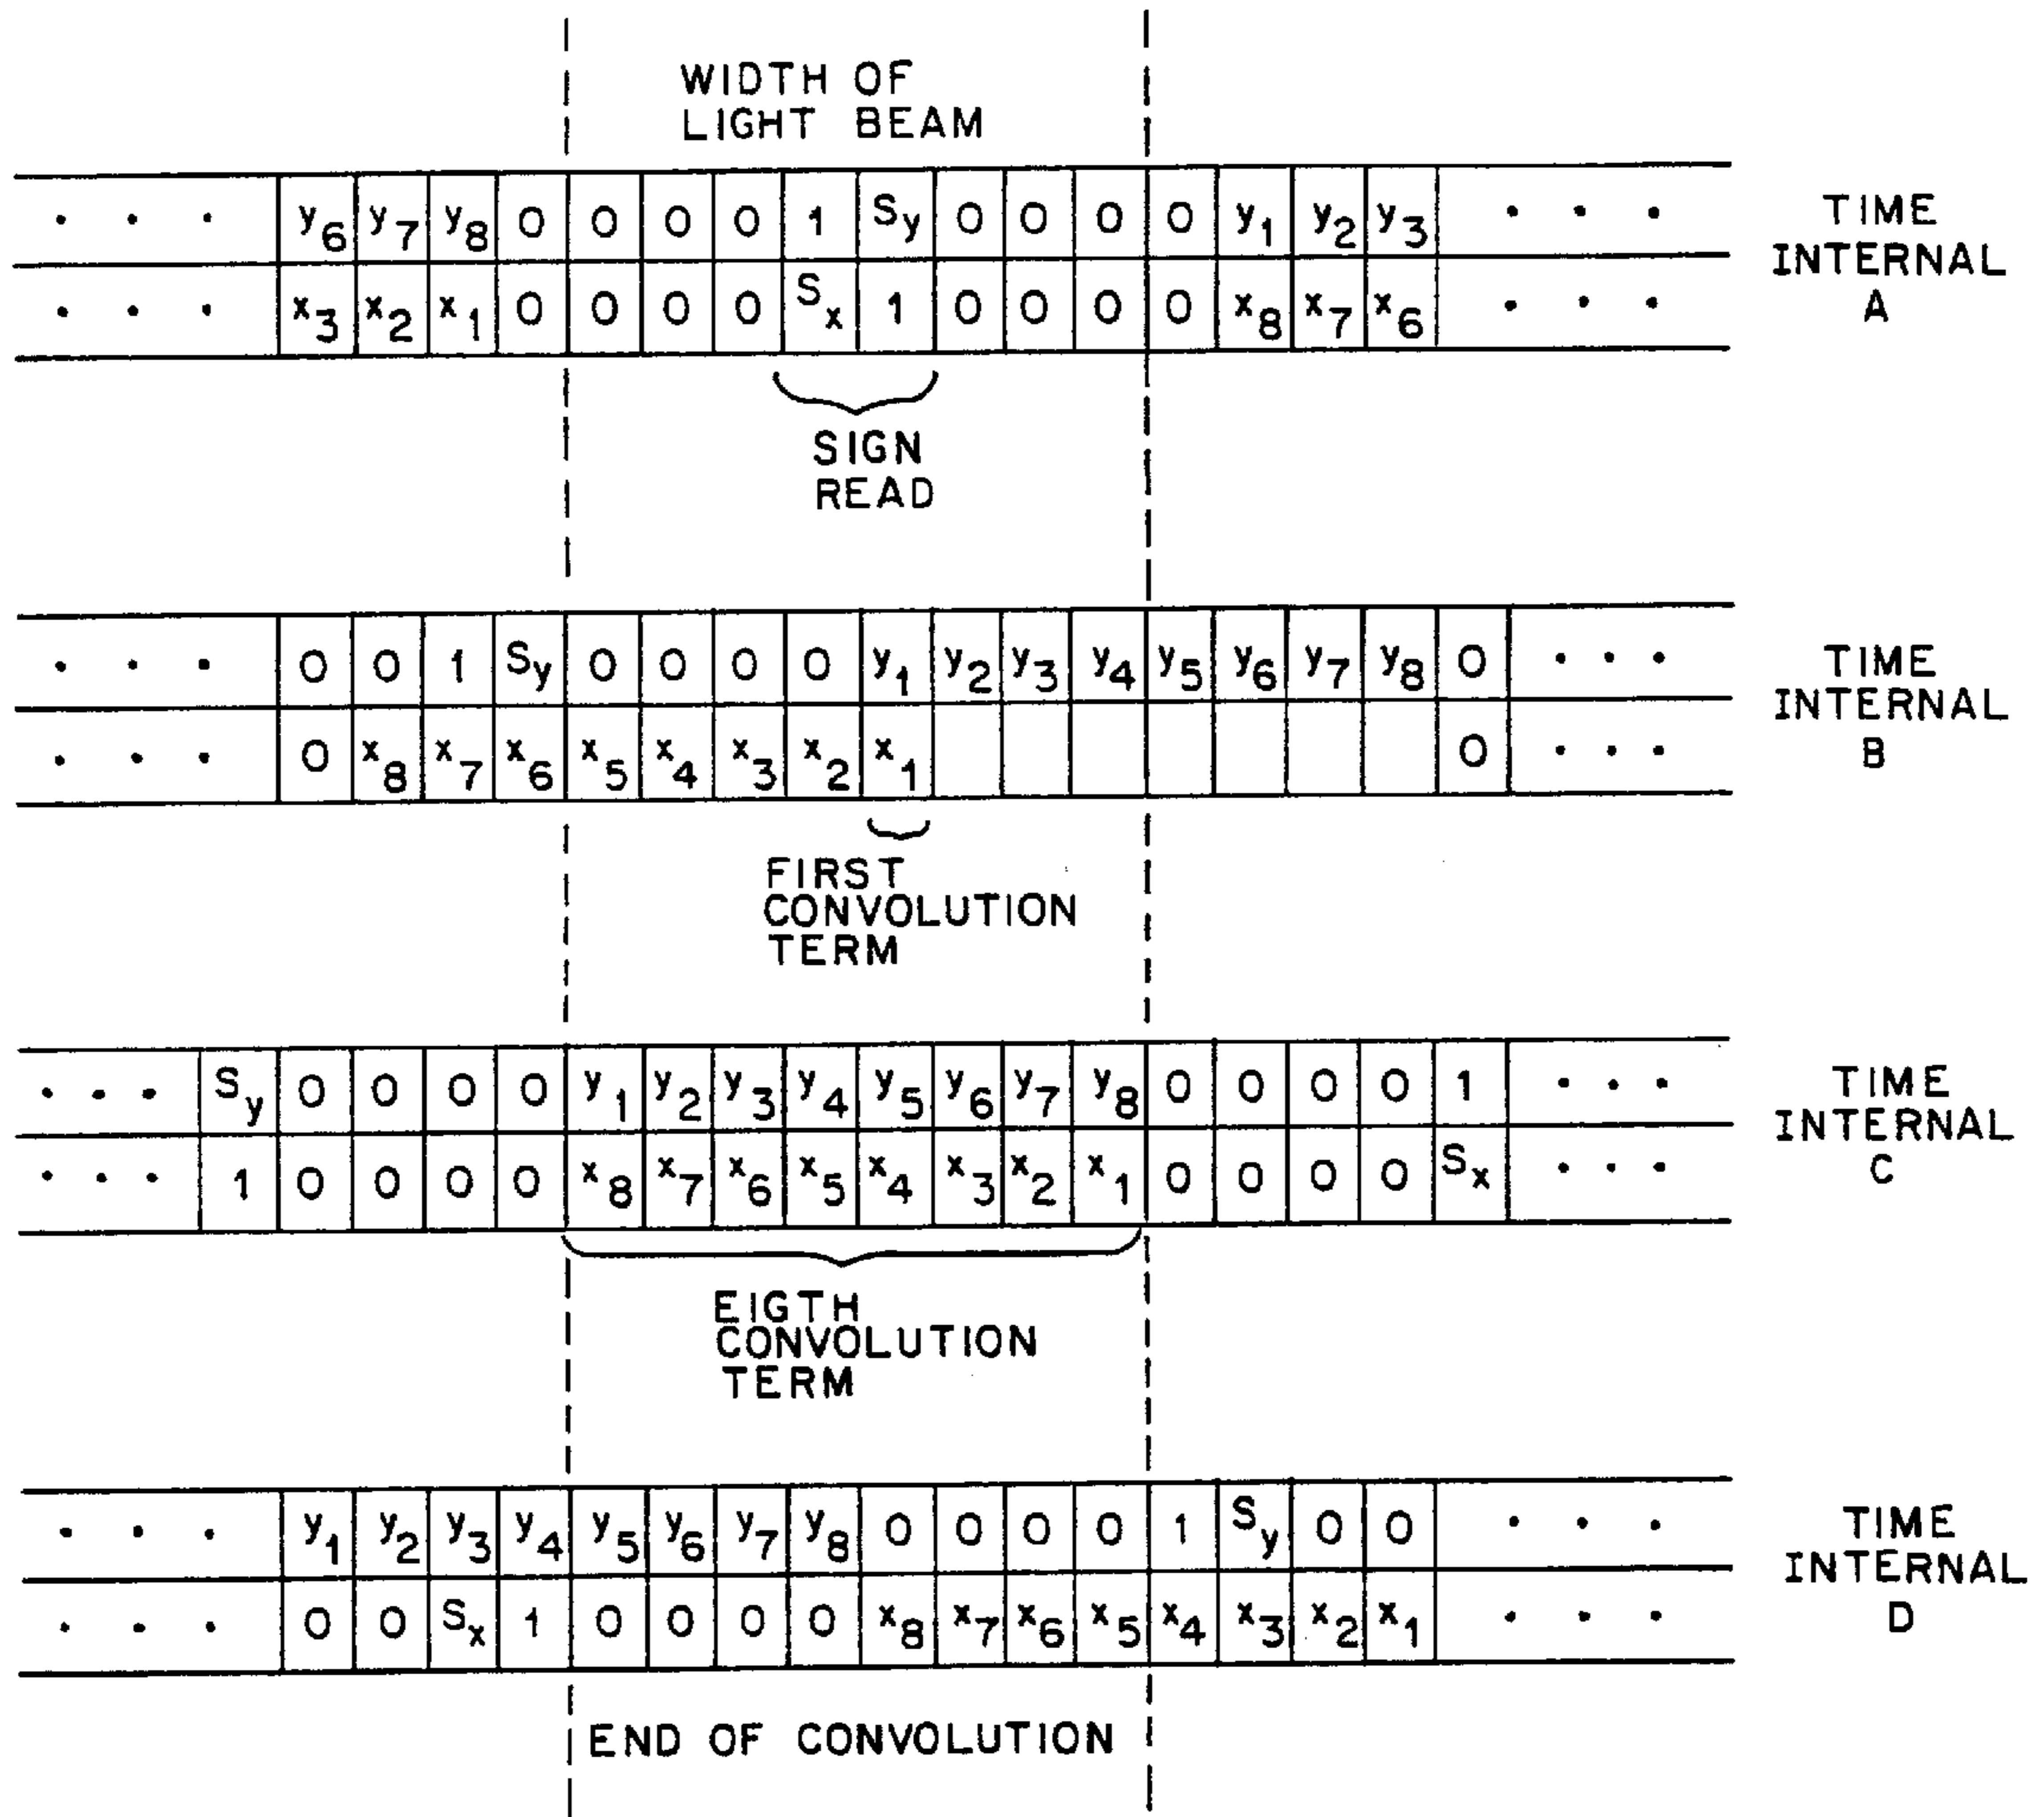 WIDTH OF
LIGHT BEAM
. . . y6 y7 y8 0 0 0 0 1 Sy 0 0 0 0 y1 y2 y3 . . .
. . . x3 x2 x1 0 0 0 0 Sx 1 0 0 0 0 x8 x7 x6 . . .
TIME
INTERNAL
A
SIGN
READ
. . . 0 0 1 Sy 0 0 0 0 y1 y2 y3 y4 y5 y6 y7 y8 0 . . .
. . . 0 x8 x7 x6 x5 x4 x3 x2 x1 0 . . .
TIME
INTERNAL
B
FIRST
CONVOLUTION
TERM
. . . Sy 0 0 0 0 y1 y2 y3 y4 y5 y6 y7 y8 0 0 0 0 1 . . .
. . . 1 0 0 0 0 x8 x7 x6 x5 x4 x3 x2 x1 0 0 0 0 Sx . . .
TIME
INTERNAL
C
EIGTH
CONVOLUTION
TERM
. . . y1 y2 y3 y4 y5 y6 y7 y8 0 0 0 0 1 Sy 0 0 . . .
. . . 0 0 Sx 1 0 0 0 0 x8 x7 x6 x5 x4 x3 x2 x1 . . .
TIME
INTERNAL
D
END OF CONVOLUTION